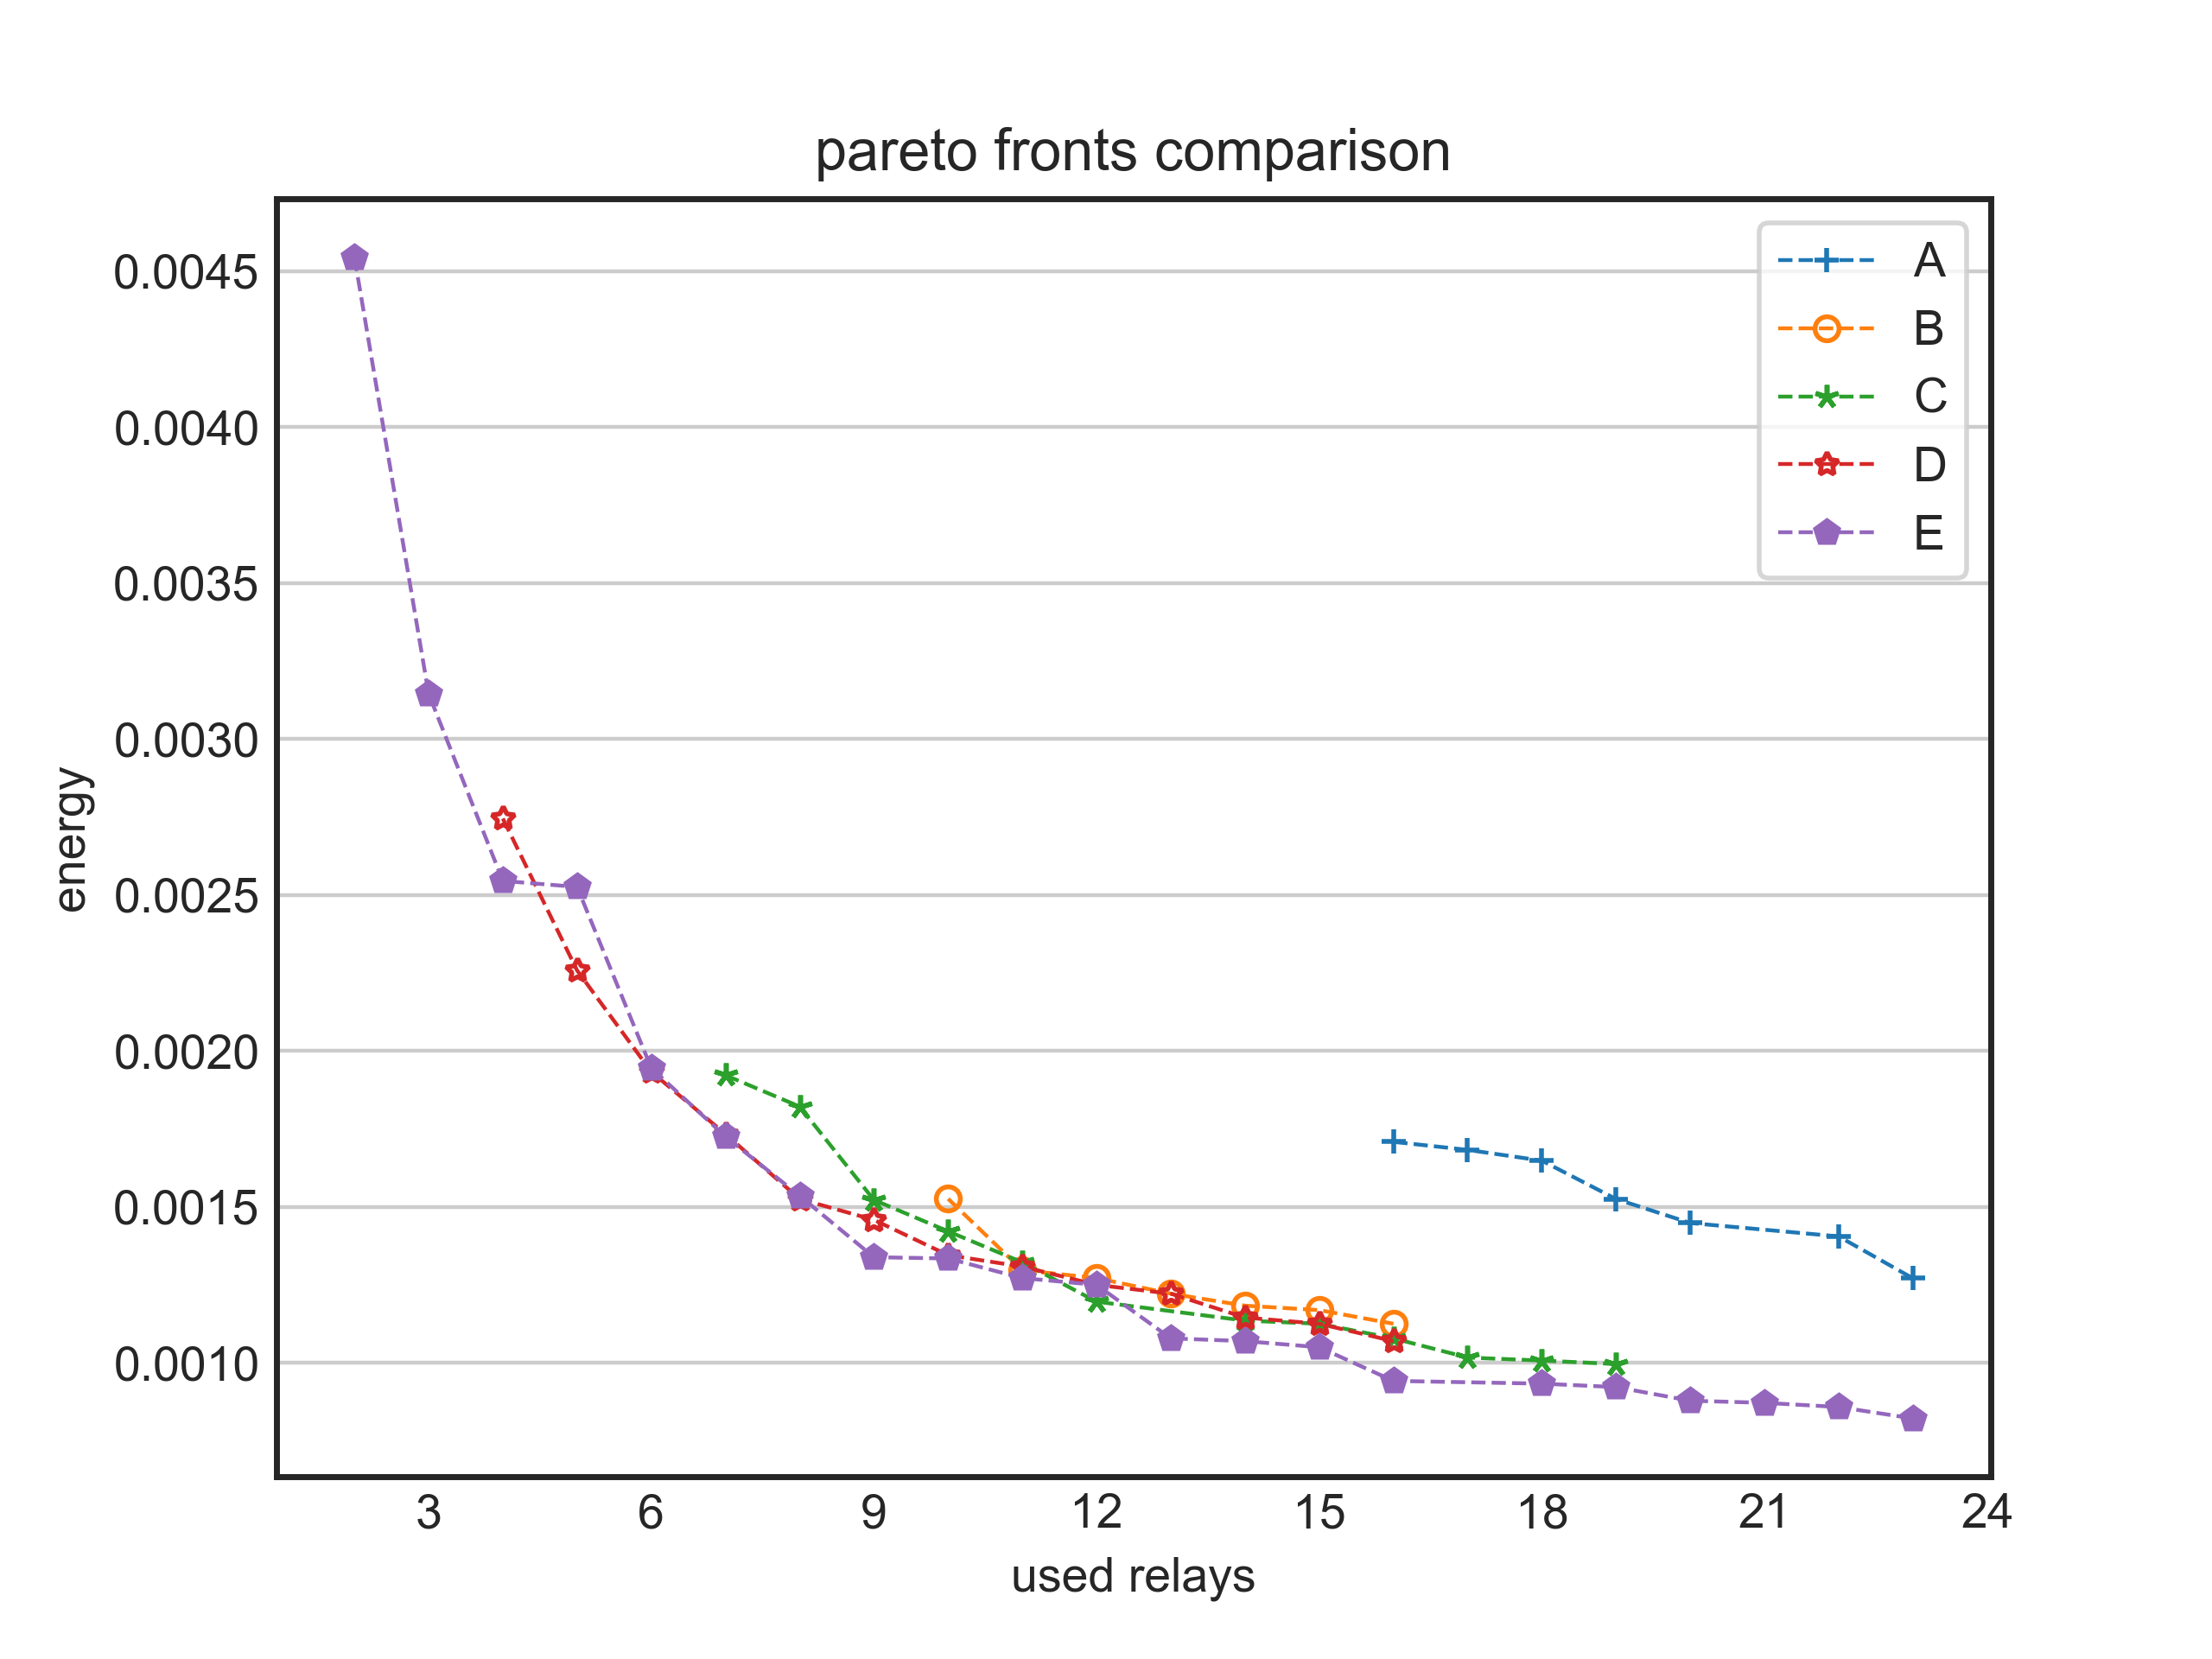 pareto fronts comparison
0.0045
0.0040
0.0035
0.0030
0.0025
0.0020
0.0015
0.0010
energy
3 6 9 12 15 18 21 24
used relays
A
B
C
D
E